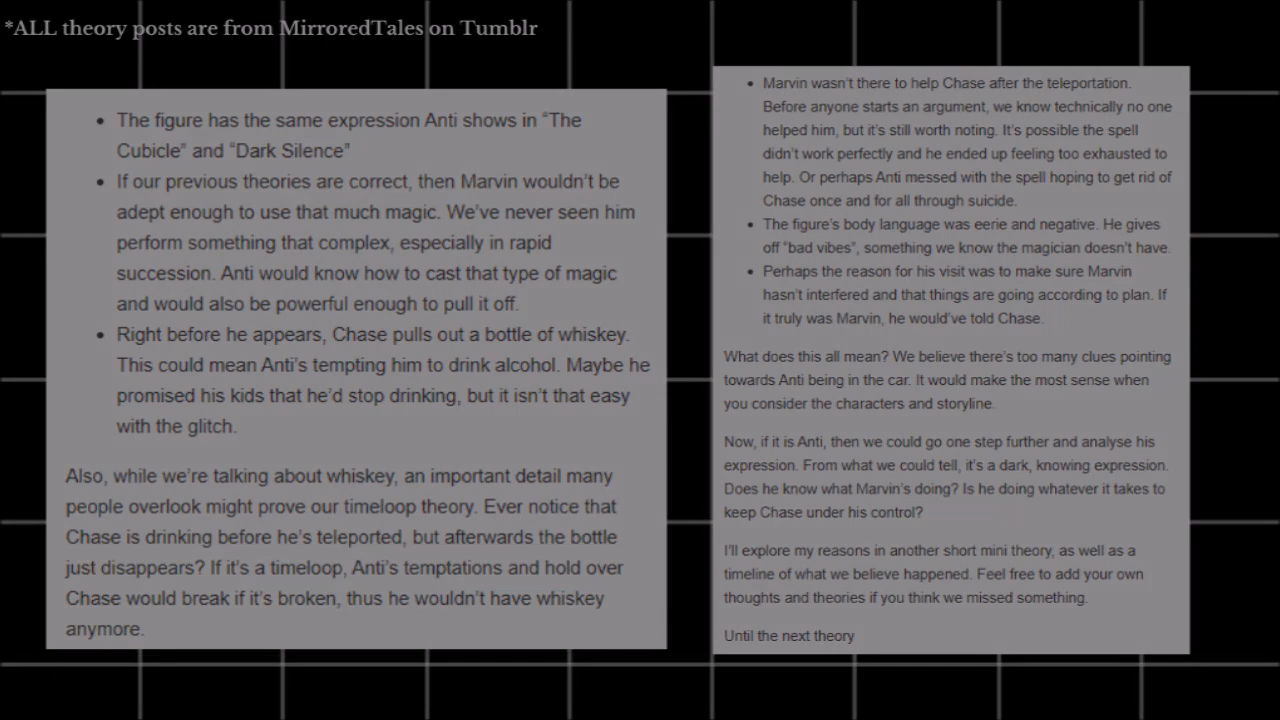 *ALL theory posts are from MirroredTales on Tumblr
• The figure has the same expression Anti shows in “The
Cubicle” and “Dark Silence”
• If our previous theories are correct, then Marvin wouldn’t be
adept enough to use that much magic. We’ve never seen him
perform something that complex, especially in rapid
succession. Anti would know how to cast that type of magic
and would also be powerful enough to pull it off.
• Right before he appears, Chase pulls out a bottle of whiskey.
This could mean Anti’s tempting him to drink alcohol. Maybe he
promised his kids that he’d stop drinking, but it isn’t that easy
with the glitch.
Also, while we’re talking about whiskey, an important detail many
people overlook might prove our timeloop theory. Ever notice that
Chase is drinking before he’s teleported, but afterwards the bottle
just disappears? If it’s a timeloop, Anti’s temptations and hold over
Chase would break if it’s broken, thus he wouldn’t have whiskey
anymore.
• Marvin wasn’t there to help Chase after the teleportation.
Before anyone starts an argument, we know technically no one
helped him, but it’s still worth noting. It’s possible the spell
didn’t work perfectly and he ended up feeling too exhausted to
help. Or perhaps Anti messed with the spell hoping to get rid of
Chase once and for all through suicide.
• The figure’s body language was eerie and negative. He gives
off “bad vibes”, something we know the magician doesn’t have.
• Perhaps the reason for his visit was to make sure Marvin
hasn’t interfered and that things are going according to plan. If
it truly was Marvin, he would’ve told Chase.
What does this all mean? We believe there’s too many clues pointing
towards Anti being in the car. It would make the most sense when
you consider the characters and storyline.
Now, if it is Anti, then we could go one step further and analyse his
expression. From what we could tell, it’s a dark, knowing expression.
Does he know what Marvin’s doing? Is he doing whatever it takes to
keep Chase under his control?
I’ll explore my reasons in another short mini theory, as well as a
timeline of what we believe happened. Feel free to add your own
thoughts and theories if you think we missed something.
Until the next theory